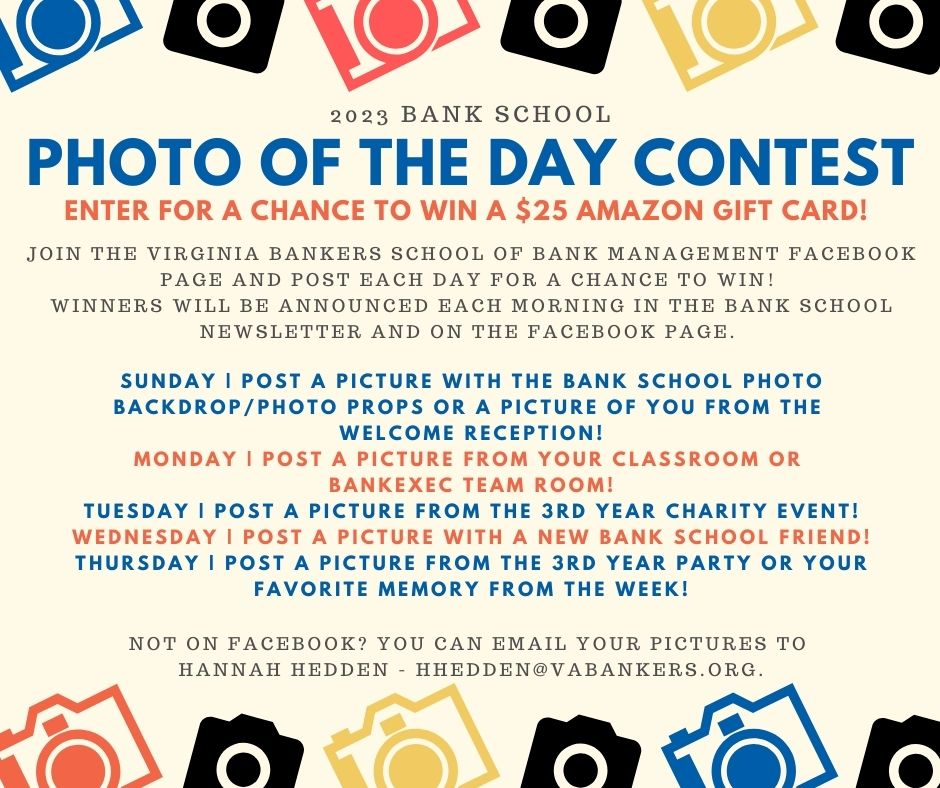 2023 BANK SCHOOL
PHOTO OF THE DAY CONTEST
ENTER FOR A CHANCE TO WIN A $25 AMAZON GIFT CARD!
JOIN THE VIRGINIA BANKERS SCHOOL OF BANK MANAGEMENT FACEBOOK
PAGE AND POST EACH DAY FOR A CHANCE TO WIN!
WINNERS WILL BE ANNOUNCED EACH MORNING IN THE BANK SCHOOL
NEWSLETTER AND ON THE FACEBOOK PAGE.
SUNDAY | POST A PICTURE WITH THE BANK SCHOOL PHOTO
BACKDROP/PHOTO PROPS OR A PICTURE OF YOU FROM THE
WELCOME RECEPTION!
MONDAY | POST A PICTURE FROM YOUR CLASSROOM OR
BANKEXEC TEAM ROOM!
TUESDAY | POST A PICTURE FROM THE 3RD YEAR CHARITY EVENT!
WEDNESDAY | POST A PICTURE WITH A NEW BANK SCHOOL FRIEND!
THURSDAY | POST A PICTURE FROM THE 3RD YEAR PARTY OR YOUR
FAVORITE MEMORY FROM THE WEEK!
NOT ON FACEBOOK? YOU CAN EMAIL YOUR PICTURES TO
HANNAH HEDDEN - HHEDDEN@VABANKERS.ORG.